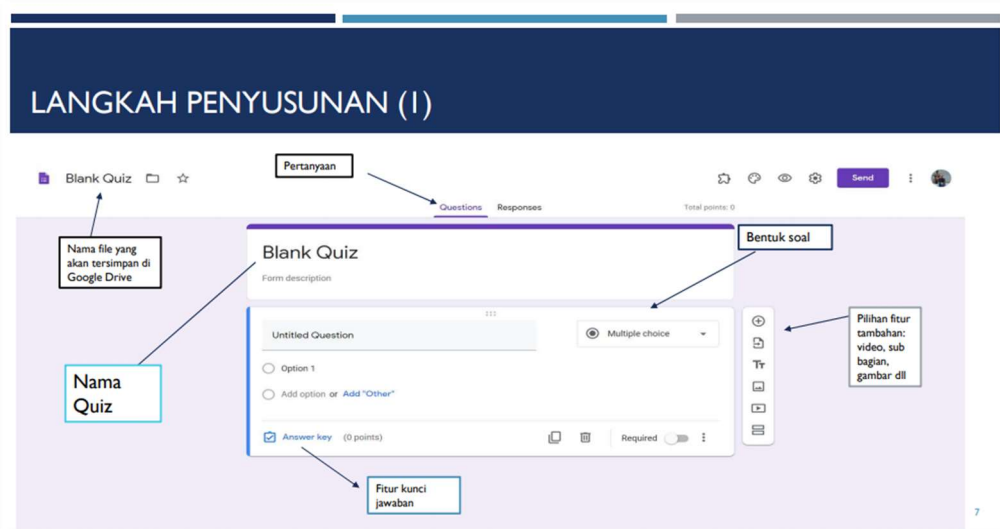 LANGKAH PENYUSUNAN (1)
Pertanyaan
Blank Quiz
Send
Questions Responses
Total points: 0
Nama file yang
akan tersimpan di
Google Drive
Bentuk soal
Blank Quiz
Form description
Untitled Question
Multiple choice
Pilihan fitur
tambahan:
video, sub
bagian,
gambar dll
Option 1
Add option or Add "Other"
Nama
Quiz
Answer key (0 points)
Required
Tт
Fitur kunci
jawaban
7